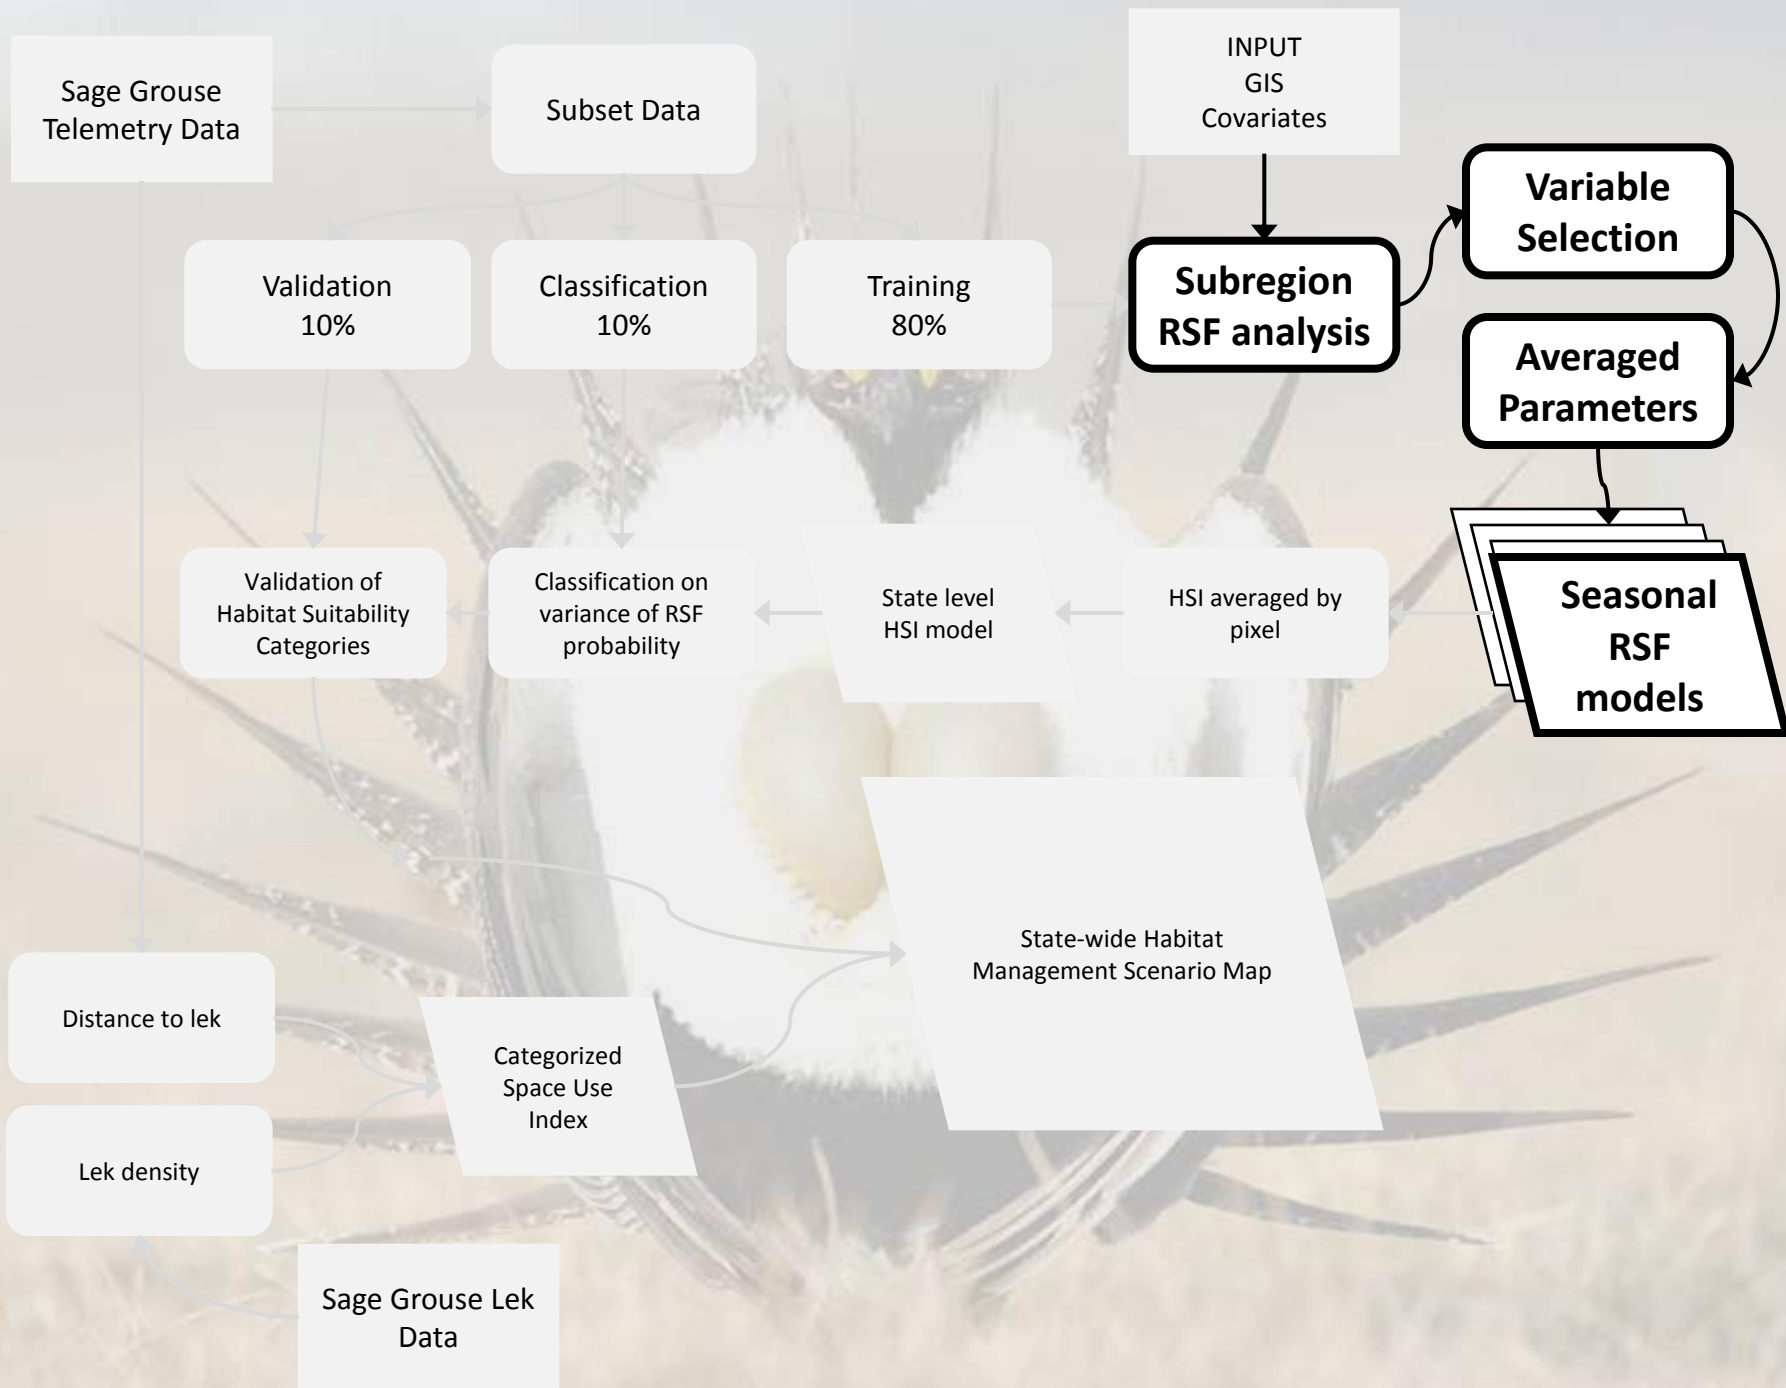 Sage Grouse
Telemetry Data
Subset Data
INPUT
GIS
Covariates
Variable
Selection
Validation
10%
Classification
10%
Training
80%
Subregion
RSF analysis
Averaged
Parameters
Validation of
Habitat Suitability
Categories
Classification on
variance of RSF
probability
State level
HSI model
HSI averaged by
pixel
Seasonal
RSF
models
State-wide Habitat
Management Scenario Map
Distance to lek
Categorized
Space Use
Index
Lek density
Sage Grouse Lek
Data